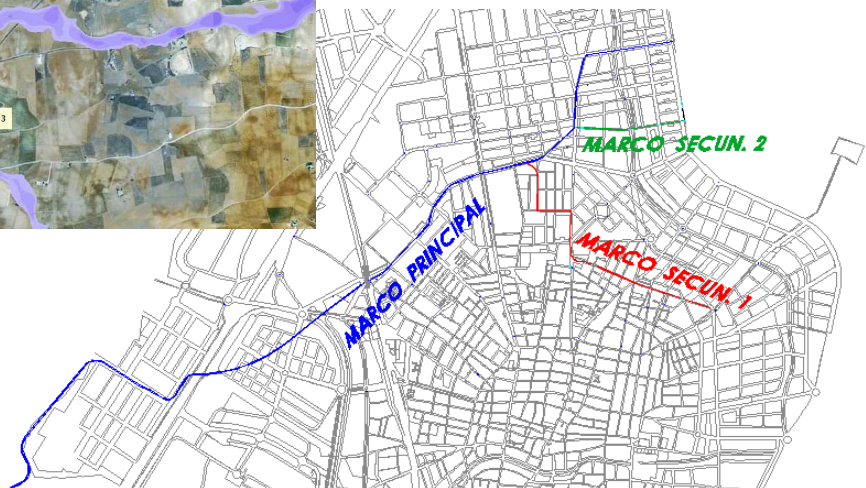 3
MARCO SECUN. 2
MARCO PRINCIPAL
MARCO SECUN. 1